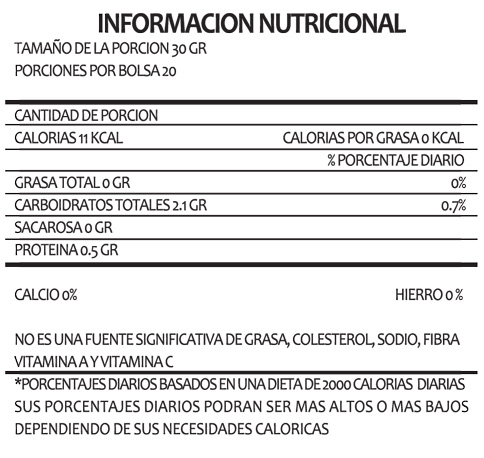 INFORMACION NUTRICIONAL
TAMAÑO DE LA PORCION 30 GR
PORCIONES POR BOLSA 20
CANTIDAD DE PORCION
CALORIAS 11 KCAL CALORIAS POR GRASA 0 KCAL
% PORCENTAJE DIARIO
GRASA TOTAL 0 GR 0%
CARBOIDRATOS TOTALES 2.1 GR 0.7%
SACAROSA 0 GR
PROTEINA 0.5 GR
CALCIO 0% HIERRO 0 %
NO ES UNA FUENTE SIGNIFICATIVA DE GRASA, COLESTEROL, SODIO, FIBRA
VITAMINA A Y VITAMINA C
*PORCENTAJES DIARIOS BASADOS EN UNA DIETA DE 2000 CALORIAS DIARIAS
SUS PORCENTAJES DIARIOS PODRAN SER MAS ALTOS O MAS BAJOS
DEPENDIENDO DE SUS NECESIDADES CALORICAS